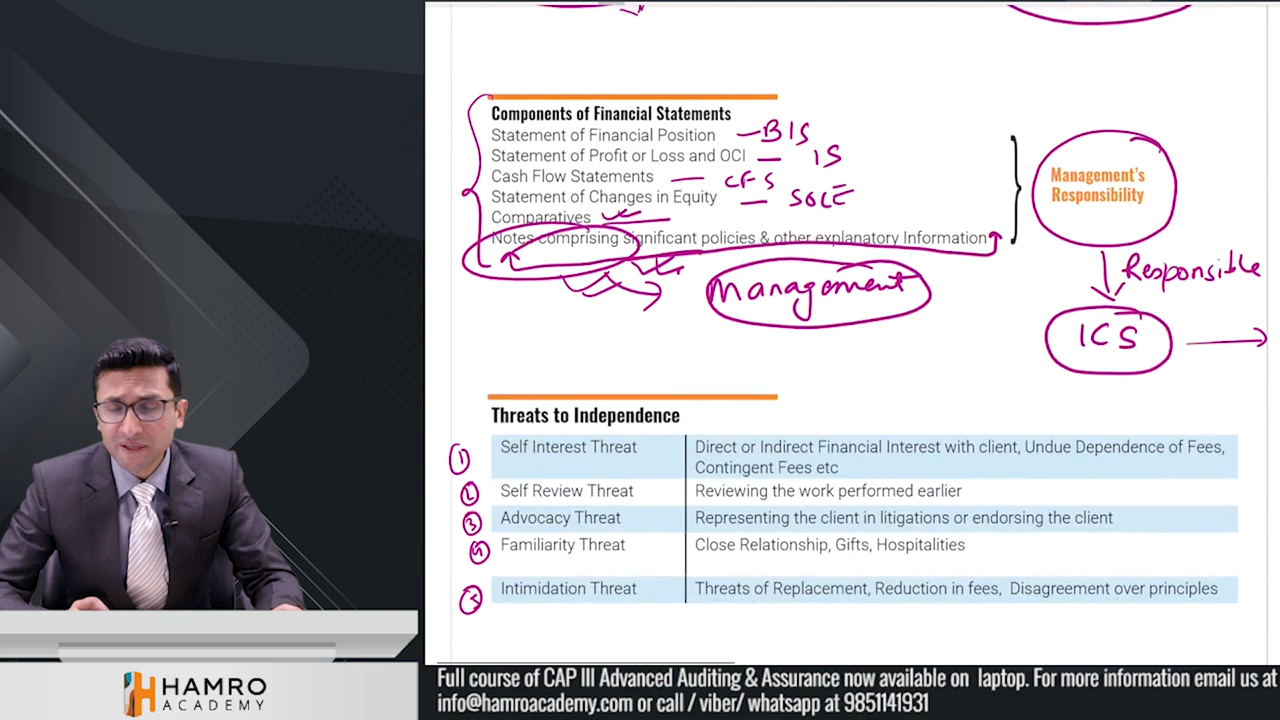 Components of Financial Statements
Statement of Financial Position — B/S
Statement of Profit or Loss and OCI — IS
Cash Flow Statements — CFS
Statement of Changes in Equity — SOCE
Comparatives
Notes comprising significant policies & other explanatory Information
Management's
Responsibility
Management
Responsible
ICS
Threats to Independence
1 Self Interest Threat Direct or Indirect Financial Interest with client, Undue Dependence of Fees,
Contingent Fees etc
2 Self Review Threat Reviewing the work performed earlier
3 Advocacy Threat Representing the client in litigations or endorsing the client
4 Familiarity Threat Close Relationship, Gifts, Hospitalities
5 Intimidation Threat Threats of Replacement, Reduction in fees, Disagreement over principles
HAMRO
ACADEMY
Full course of CAP III Advanced Auditing & Assurance now available on laptop. For more information email us at
info@hamroacademy.com or call / viber/ whatsapp at 9851141931